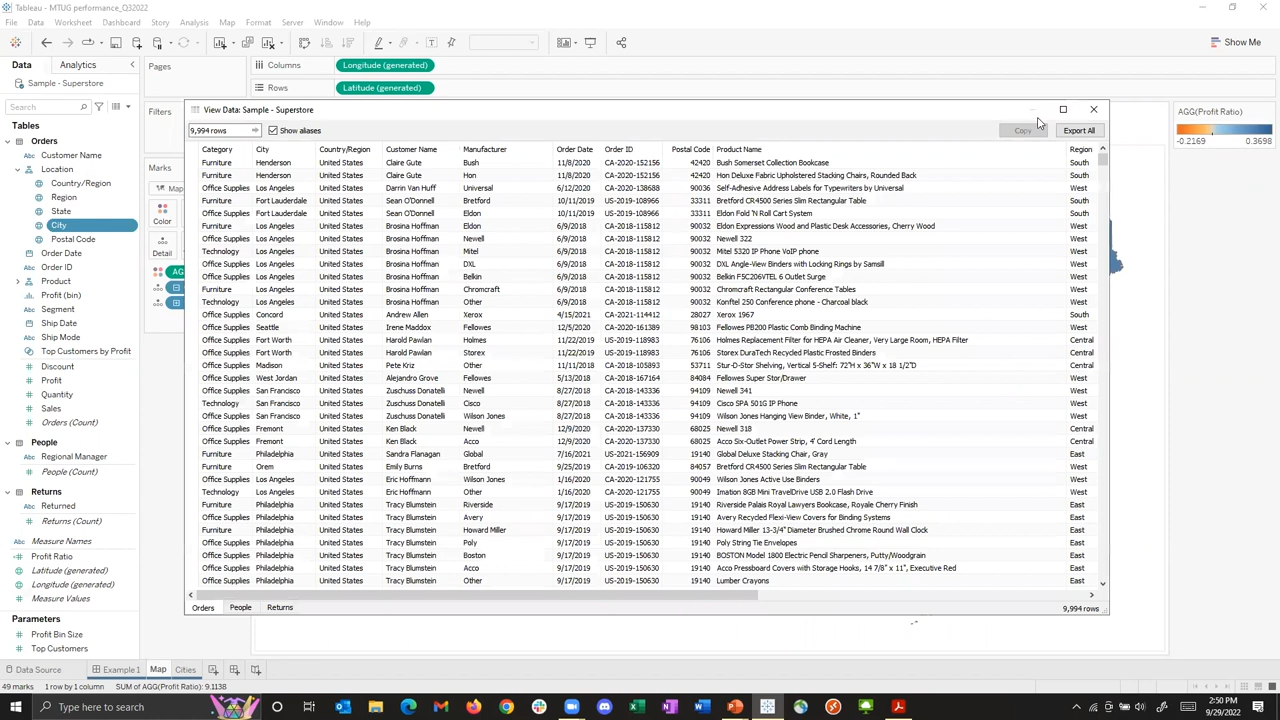 Tableau - MTUG performance_Q32022
File Data Worksheet Dashboard Story Analysis Map Format Server Window Help
Show Me
Data Analytics
Sample - Superstore
Search
Tables
Orders
Customer Name
Location
Country/Region
Region
State
City
Postal Code
Order Date
Order ID
Product
Profit (bin)
Segment
Ship Date
Ship Mode
Top Customers by Profit
Discount
Profit
Quantity
Sales
Orders (Count)
People
Regional Manager
People (Count)
Returns
Returned
Returns (Count)
Measure Names
Profit Ratio
Latitude (generated)
Longitude (generated)
Measure Values
Parameters
Profit Bin Size
Top Customers
Pages
Filters
Marks
Map
Color
Detail
AG
Columns Longitude (generated)
Rows Latitude (generated)
AGG(Profit Ratio)
-0.2169 0.3698
View Data: Sample - Superstore
9,994 rows Show aliases Copy Export All
Category City Country/Region Customer Name Manufacturer Order Date Order ID Postal Code Product Name Region
Furniture Henderson United States Claire Gute Bush 11/8/2020 CA-2020-152156 42420 Bush Somerset Collection Bookcase South
Furniture Henderson United States Claire Gute Hon 11/8/2020 CA-2020-152156 42420 Hon Deluxe Fabric Upholstered Stacking Chairs, Rounded Back South
Office Supplies Los Angeles United States Darrin Van Huff Universal 6/12/2020 CA-2020-138688 90036 Self-Adhesive Address Labels for Typewriters by Universal West
Furniture Fort Lauderdale United States Sean O'Donnell Bretford 10/11/2019 US-2019-108966 33311 Bretford CR4500 Series Slim Rectangular Table South
Office Supplies Fort Lauderdale United States Sean O'Donnell Eldon 10/11/2019 US-2019-108966 33311 Eldon Fold 'N Roll Cart System South
Furniture Los Angeles United States Brosina Hoffman Eldon 6/9/2018 CA-2018-115812 90032 Eldon Expressions Wood and Plastic Desk Accessories, Cherry Wood West
Office Supplies Los Angeles United States Brosina Hoffman Newell 6/9/2018 CA-2018-115812 90032 Newell 322 West
Technology Los Angeles United States Brosina Hoffman Mitel 6/9/2018 CA-2018-115812 90032 Mitel 5320 IP Phone VoIP phone West
Office Supplies Los Angeles United States Brosina Hoffman DXL 6/9/2018 CA-2018-115812 90032 DXL Angle-View Binders with Locking Rings by Samsill West
Office Supplies Los Angeles United States Brosina Hoffman Belkin 6/9/2018 CA-2018-115812 90032 Belkin F5C206VTEL 6 Outlet Surge West
Furniture Los Angeles United States Brosina Hoffman Chromcraft 6/9/2018 CA-2018-115812 90032 Chromcraft Rectangular Conference Tables West
Technology Los Angeles United States Brosina Hoffman Other 6/9/2018 CA-2018-115812 90032 Konftel 250 Conference phone - Charcoal black West
Office Supplies Concord United States Andrew Allen Xerox 4/15/2021 CA-2021-114412 28027 Xerox 1967 South
Office Supplies Seattle United States Irene Maddox Fellowes 12/5/2020 CA-2020-161389 98103 Fellowes PB200 Plastic Comb Binding Machine West
Office Supplies Fort Worth United States Harold Pawlan Holmes 11/22/2019 US-2019-118983 76106 Holmes Replacement Filter for HEPA Air Cleaner, Very Large Room, HEPA Filter Central
Office Supplies Fort Worth United States Harold Pawlan Storex 11/22/2019 US-2019-118983 76106 Storex DuraTech Recycled Plastic Frosted Binders Central
Office Supplies Madison United States Pete Kriz Other 11/11/2018 CA-2018-105893 53711 Stur-D-Stor Shelving, Vertical 5-Shelf: 72"H x 36"W x 18 1/2"D Central
Office Supplies West Jordan United States Alejandro Grove Fellowes 5/13/2018 CA-2018-167164 84084 Fellowes Super Stor/Drawer West
Office Supplies San Francisco United States Zuschuss Donatelli Newell 8/27/2018 CA-2018-143336 94109 Newell 341 West
Technology San Francisco United States Zuschuss Donatelli Cisco 8/27/2018 CA-2018-143336 94109 Cisco SPA 501G IP Phone West
Office Supplies San Francisco United States Zuschuss Donatelli Wilson Jones 8/27/2018 CA-2018-143336 94109 Wilson Jones Hanging View Binder, White, 1" West
Office Supplies Fremont United States Ken Black Newell 12/9/2020 CA-2020-137330 68025 Newell 318 Central
Office Supplies Fremont United States Ken Black Acco 12/9/2020 CA-2020-137330 68025 Acco Six-Outlet Power Strip, 4' Cord Length Central
Furniture Philadelphia United States Sandra Flanagan Global 7/16/2021 US-2021-156909 19140 Global Deluxe Stacking Chair, Gray East
Furniture Orem United States Emily Burns Bretford 9/25/2019 CA-2019-106320 84057 Bretford CR4500 Series Slim Rectangular Table West
Office Supplies Los Angeles United States Eric Hoffmann Wilson Jones 1/16/2020 CA-2020-121755 90049 Wilson Jones Active Use Binders West
Technology Los Angeles United States Eric Hoffmann Other 1/16/2020 CA-2020-121755 90049 Imation 8GB Mini TravelDrive USB 2.0 Flash Drive West
Furniture Philadelphia United States Tracy Blumstein Riverside 9/17/2019 US-2019-150630 19140 Riverside Palais Royal Lawyers Bookcase, Royale Cherry Finish East
Office Supplies Philadelphia United States Tracy Blumstein Avery 9/17/2019 US-2019-150630 19140 Avery Recycled Flexi-View Covers for Binding Systems East
Furniture Philadelphia United States Tracy Blumstein Howard Miller 9/17/2019 US-2019-150630 19140 Howard Miller 13-3/4" Diameter Brushed Chrome Round Wall Clock East
Office Supplies Philadelphia United States Tracy Blumstein Poly 9/17/2019 US-2019-150630 19140 Poly String Tie Envelopes East
Office Supplies Philadelphia United States Tracy Blumstein Boston 9/17/2019 US-2019-150630 19140 BOSTON Model 1800 Electric Pencil Sharpeners, Putty/Woodgrain East
Office Supplies Philadelphia United States Tracy Blumstein Acco 9/17/2019 US-2019-150630 19140 Acco Pressboard Covers with Storage Hooks, 14 7/8" x 11", Executive Red East
Office Supplies Philadelphia United States Tracy Blumstein Other 9/17/2019 US-2019-150630 19140 Lumber Crayons East
Orders People Returns 9,994 rows
Data Source Example 1 Map Cities
49 marks 1 row by 1 column SUM of AGG(Profit Ratio): 9.1138
Type here to search
2:50 PM
9/29/2022